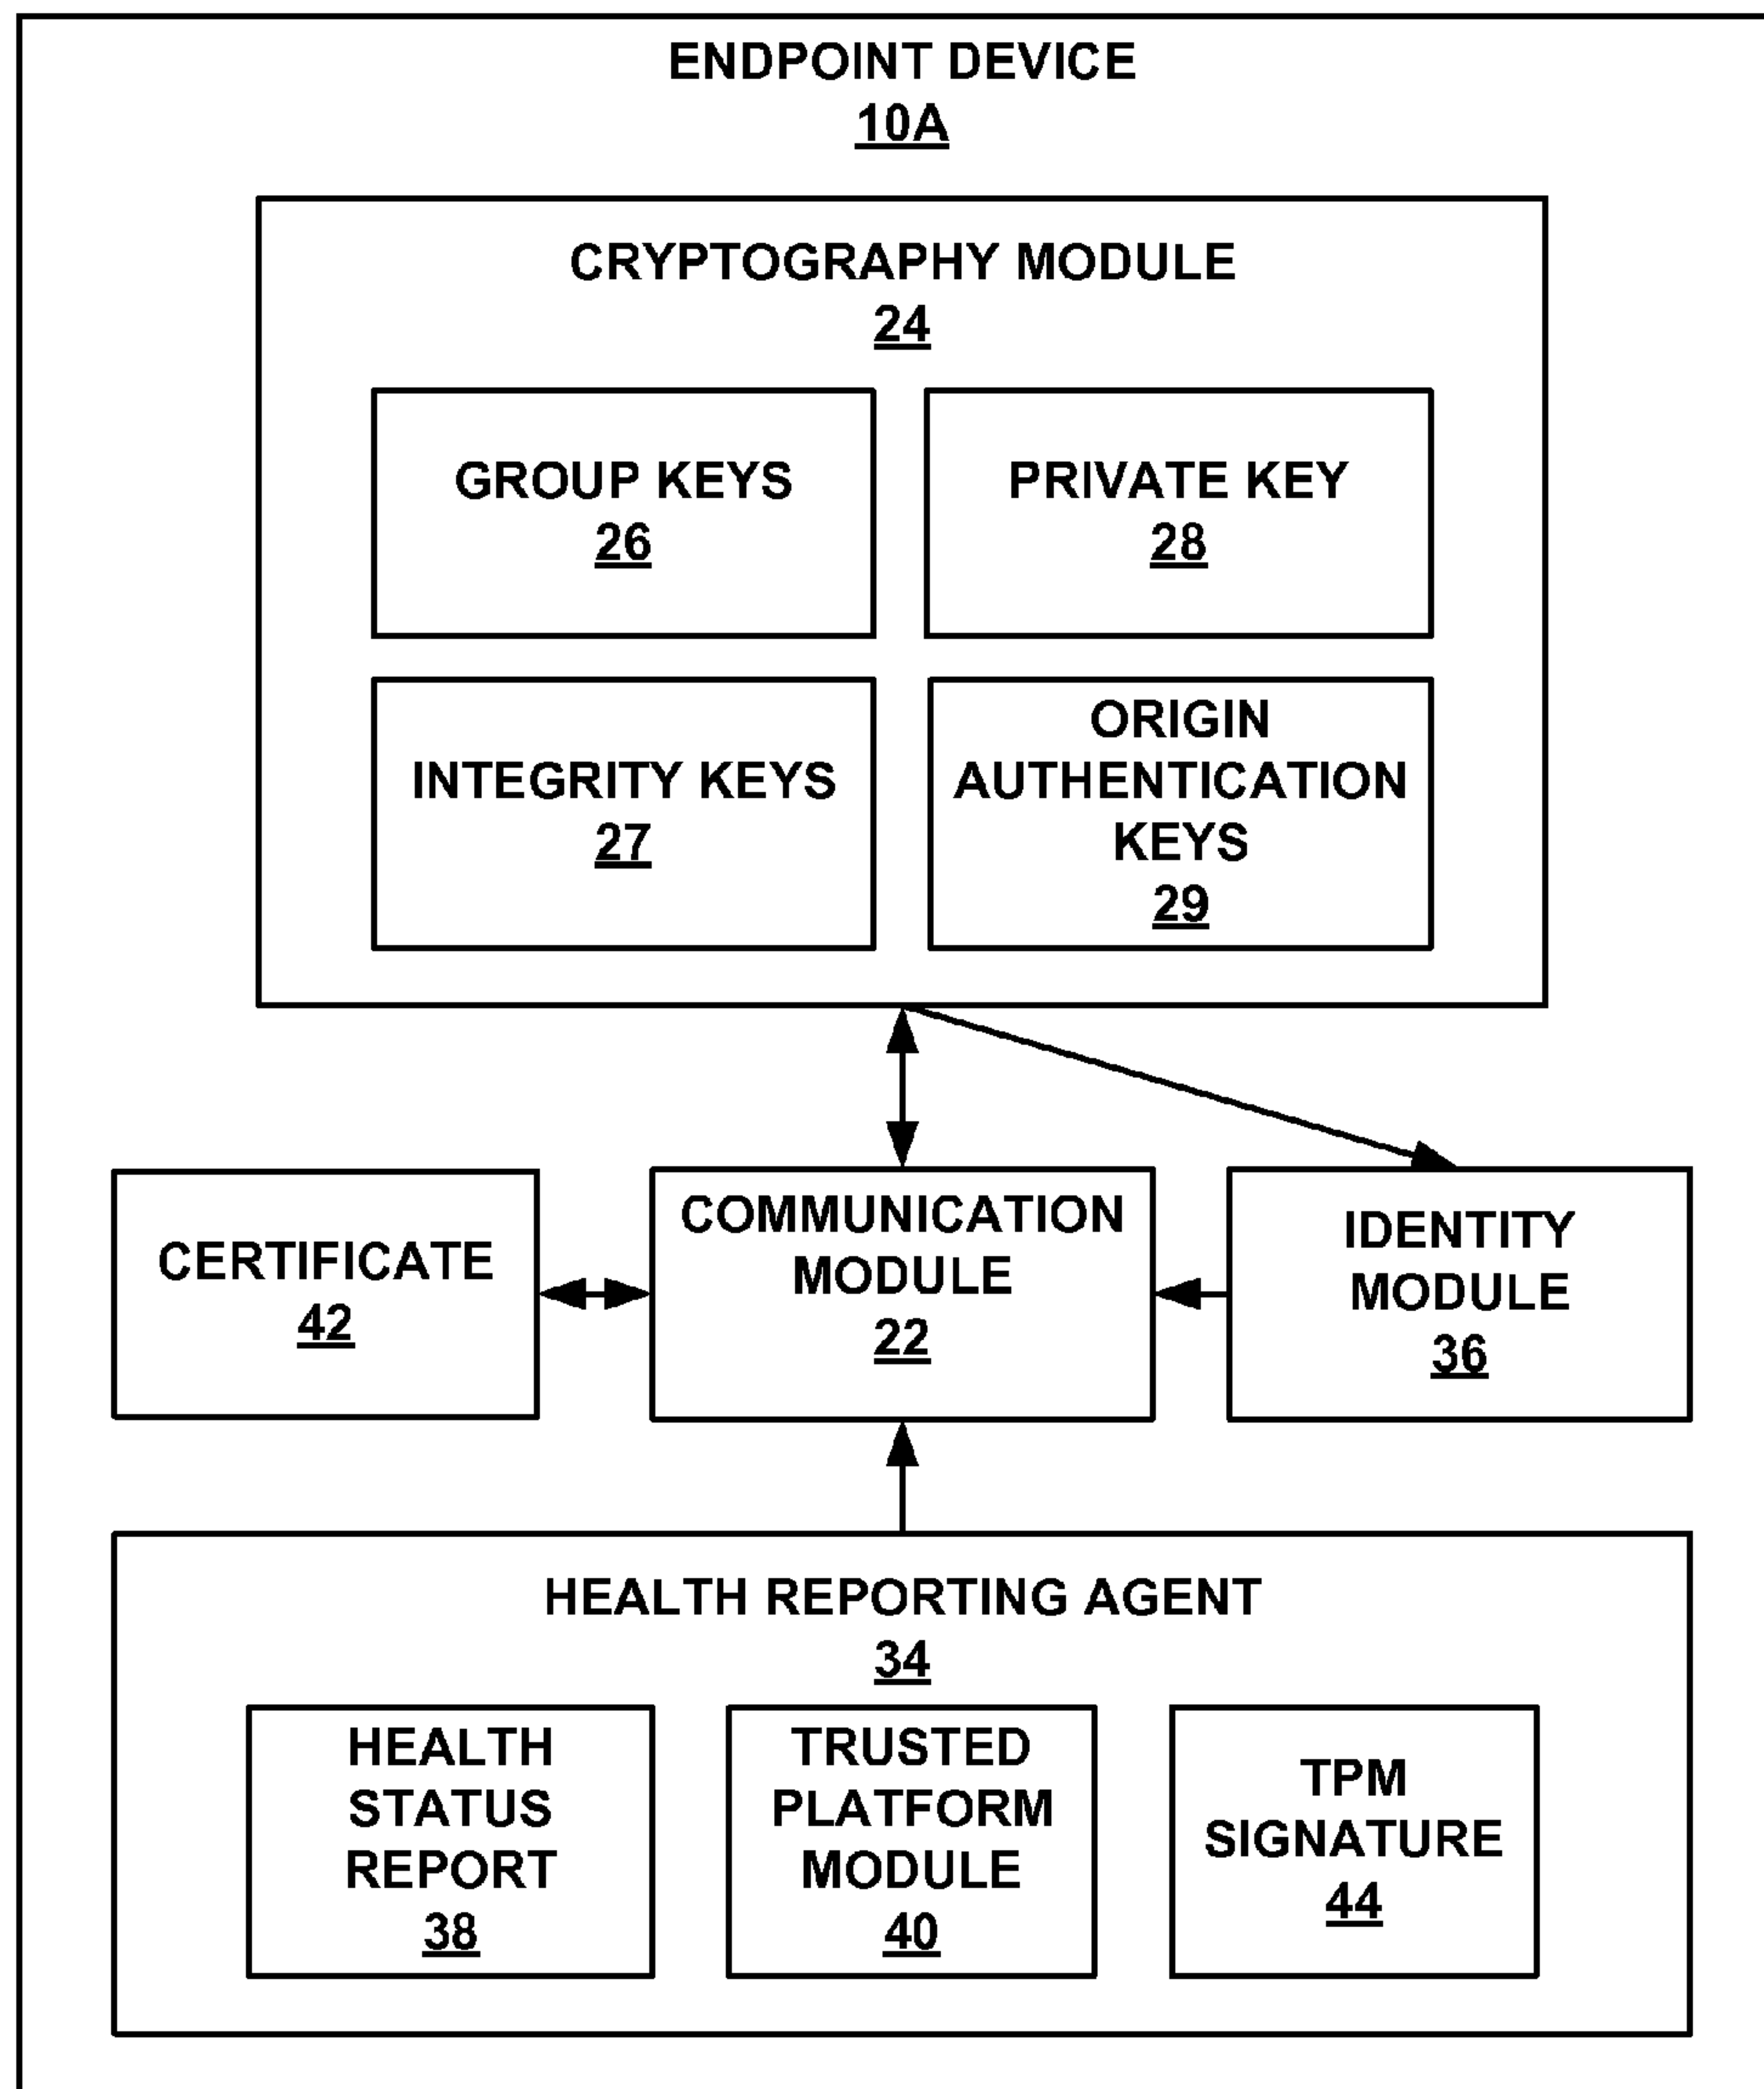 ENDPOINT DEVICE
10A
CRYPTOGRAPHY MODULE
24
GROUP KEYS
26
PRIVATE KEY
28
INTEGRITY KEYS
27
ORIGIN
AUTHENTICATION
KEYS
29
CERTIFICATE
42
COMMUNICATION
MODULE
22
IDENTITY
MODULE
36
HEALTH REPORTING AGENT
34
HEALTH
STATUS
REPORT
38
TRUSTED
PLATFORM
MODULE
40
TPM
SIGNATURE
44